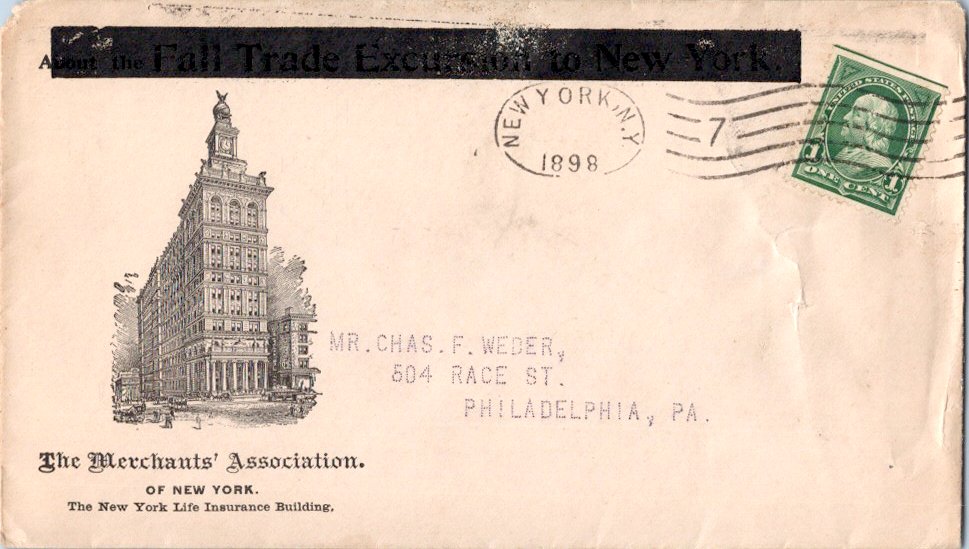 About the Fall Trade Excursion to New York.
NEW YORK, N.Y.
1898
7
UNITED STATES
1 1
ONE CENT
MR. CHAS. F. WEDER,
504 RACE ST.
PHILADELPHIA, PA.
The Merchants' Association.
OF NEW YORK.
The New York Life Insurance Building,